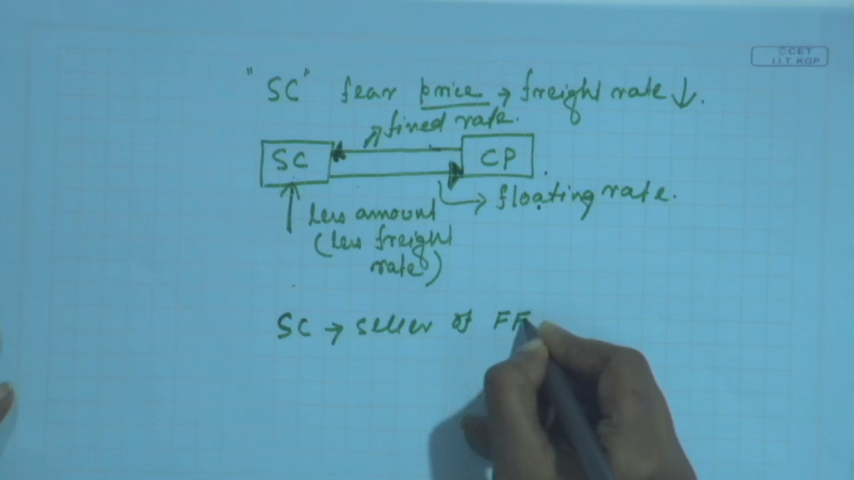 CCET
I.I.T. KGP
"SC" fear price → freight rate ↓.
fixed rate.
SC
CP
floating rate.
Less amount
(less freight
rate)
SC → seller of FF